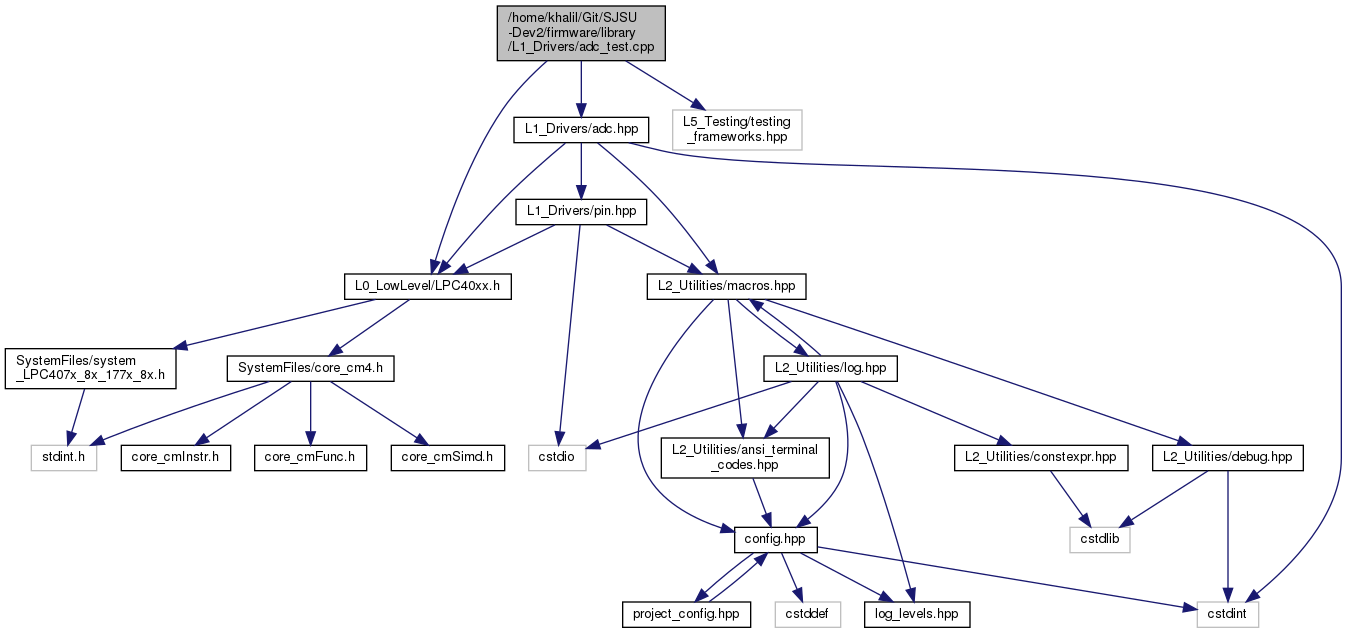 /home/khalil/Git/SJSU
-Dev2/firmware/library
/L1_Drivers/adc_test.cpp
L1_Drivers/adc.hpp
L5_Testing/testing
_frameworks.hpp
L1_Drivers/pin.hpp
L0_LowLevel/LPC40xx.h
L2_Utilities/macros.hpp
SystemFiles/system
_LPC407x_8x_177x_8x.h
SystemFiles/core_cm4.h
L2_Utilities/log.hpp
stdint.h
core_cmInstr.h
core_cmFunc.h
core_cmSimd.h
cstdio
L2_Utilities/ansi_terminal
_codes.hpp
L2_Utilities/constexpr.hpp
L2_Utilities/debug.hpp
config.hpp
cstdlib
project_config.hpp
cstddef
log_levels.hpp
cstdint